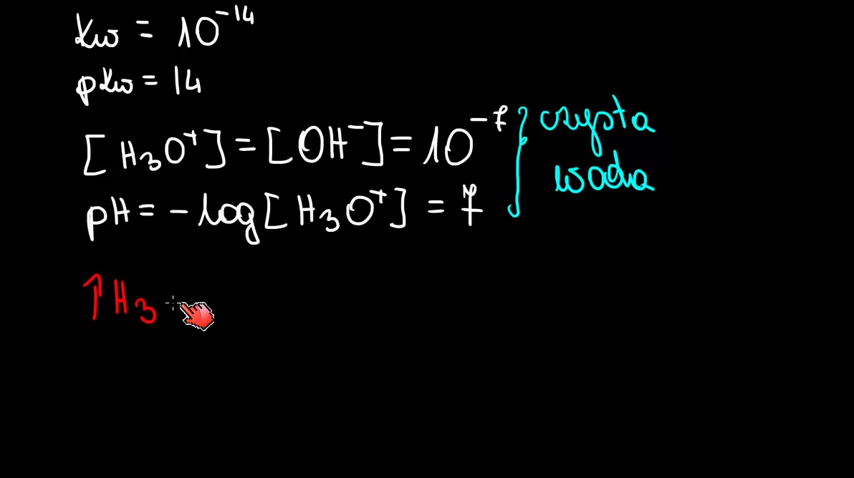 Kw = 10⁻¹⁴
pKw = 14
[H₃O⁺] = [OH⁻] = 10⁻⁷
pH = -log[H₃O⁺] = 7
czysta
woda
↑H₃